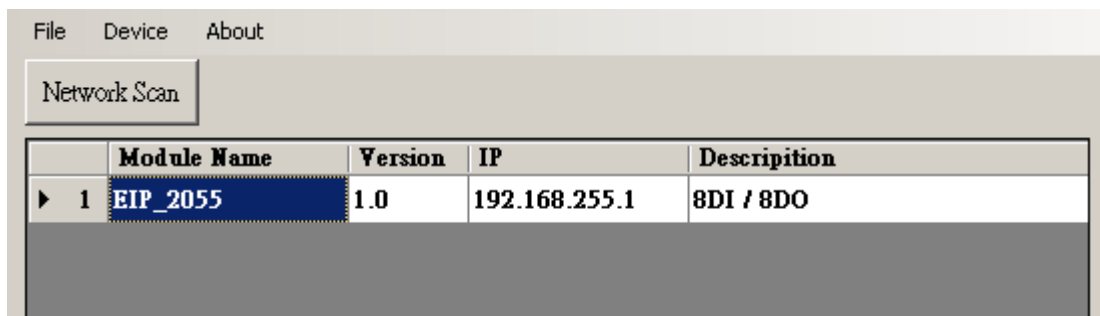 File Device About
Network Scan
Module Name Version IP Descripition
1 EIP_2055 1.0 192.168.255.1 8DI / 8DO